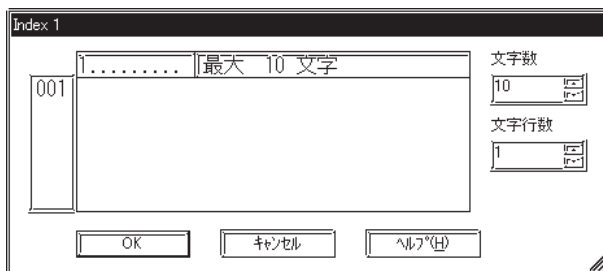 Index 1
1......... 最大 10 文字
001
文字数
10
文字行数
1
OK キャンセル ヘルプ(H)